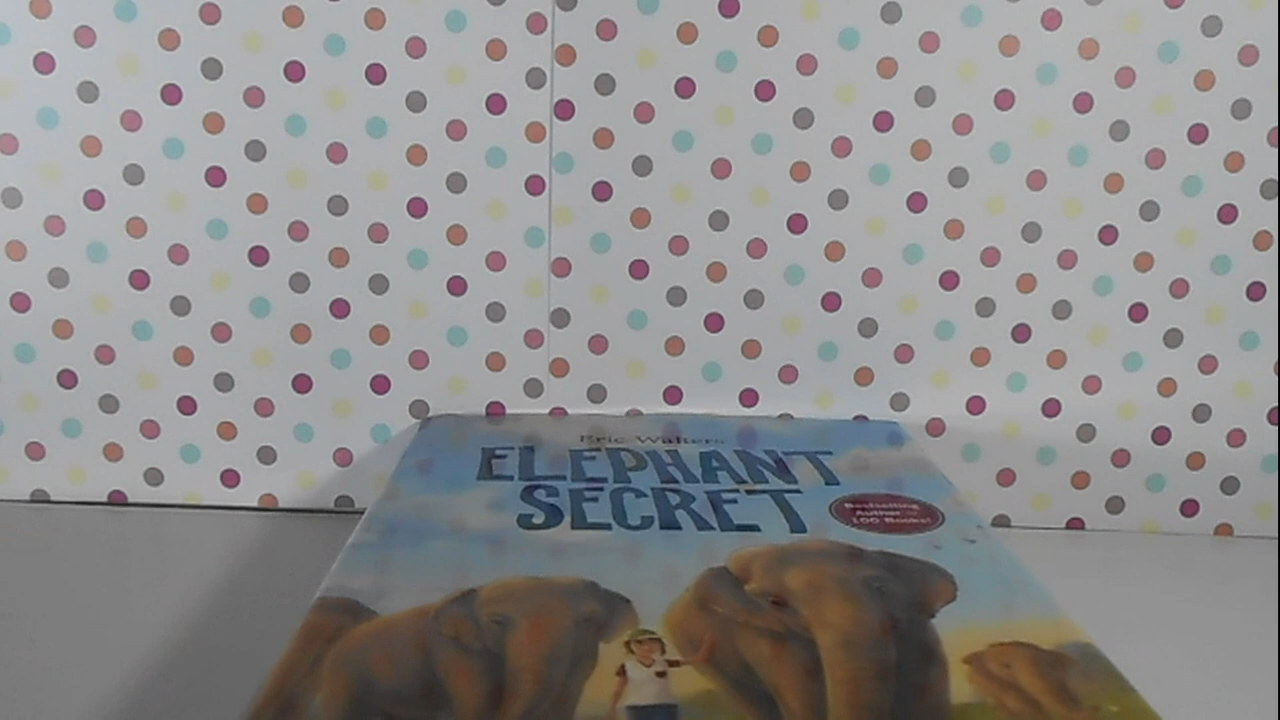 Eric Walters
ELEPHANT
SECRET
Bestselling
Author
100 Books!